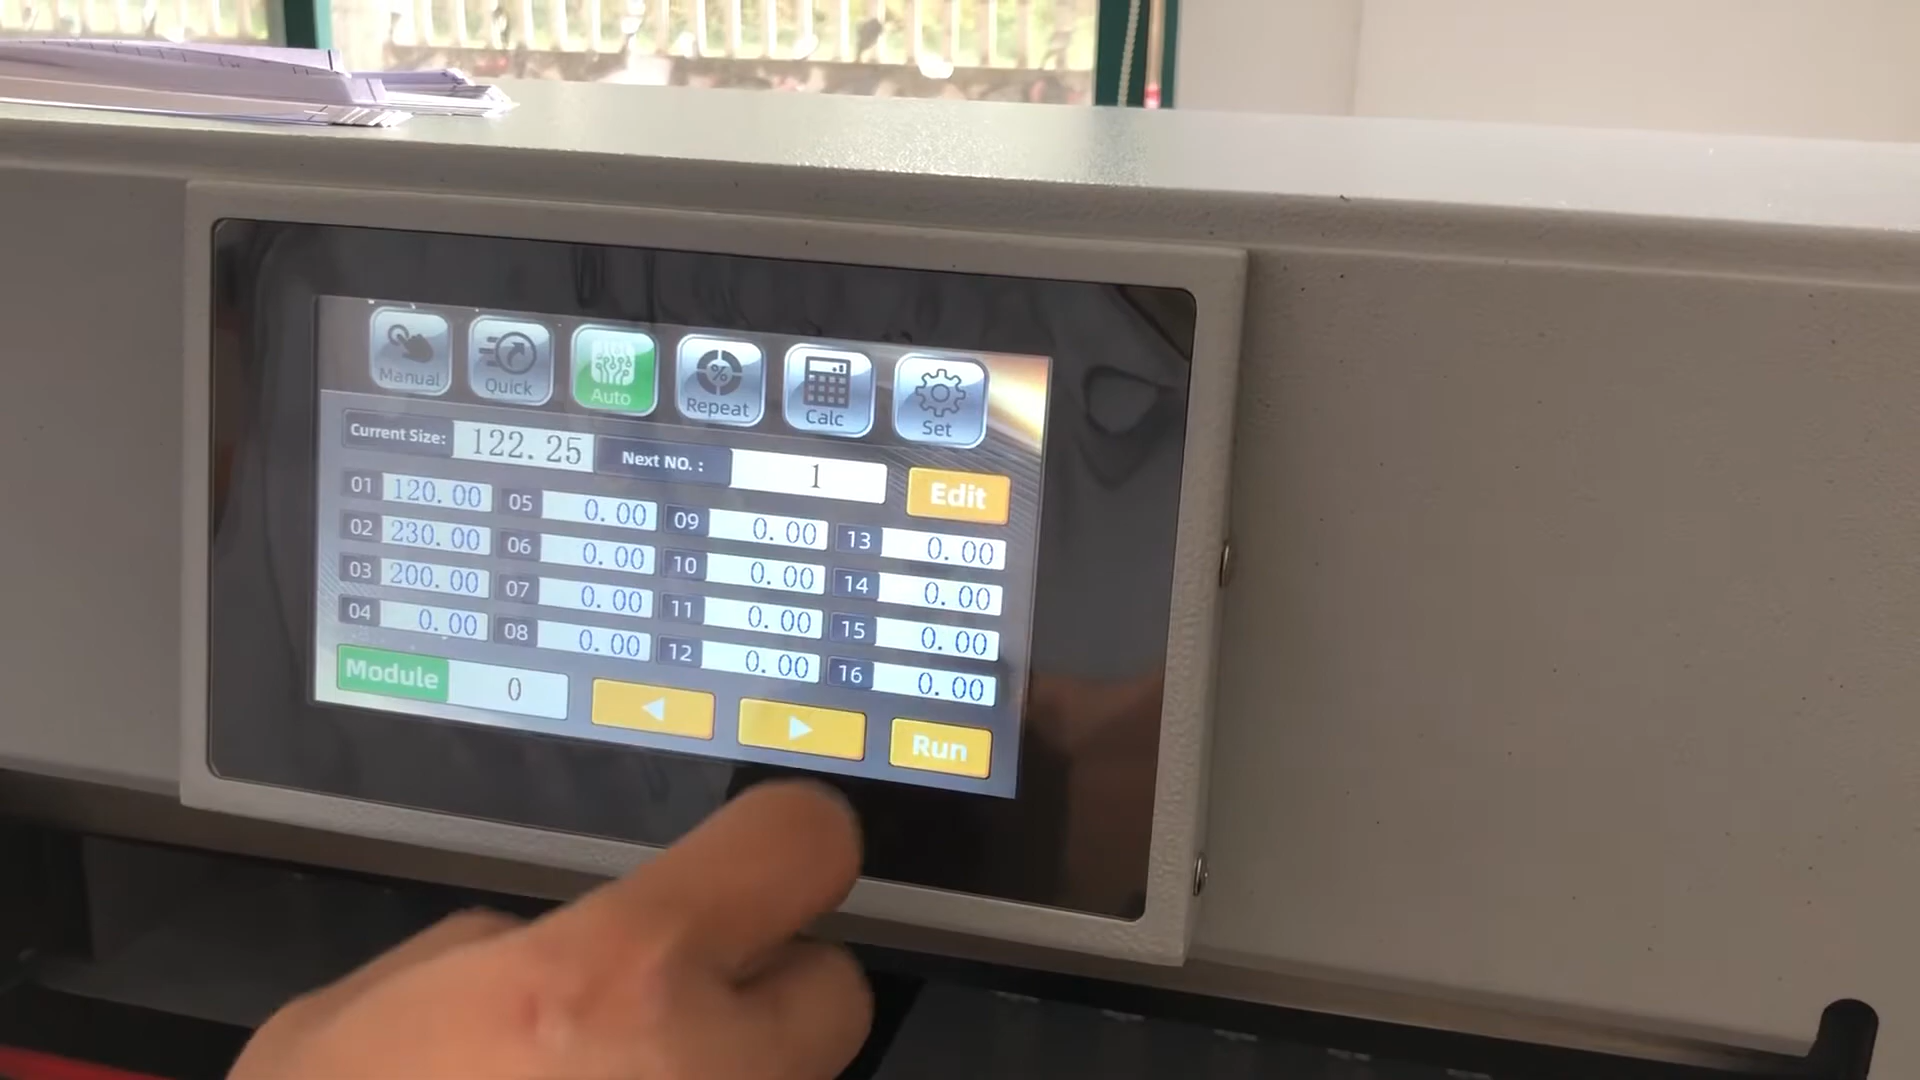 Manual Quick Auto Repeat Calc Set
Current Size: 122.25 Next NO.: 1 Edit
01 120.00 05 0.00 09 0.00 13 0.00
02 230.00 06 0.00 10 0.00 14 0.00
03 200.00 07 0.00 11 0.00 15 0.00
04 0.00 08 0.00 12 0.00 16 0.00
Module 0 ◀ ▶ Run